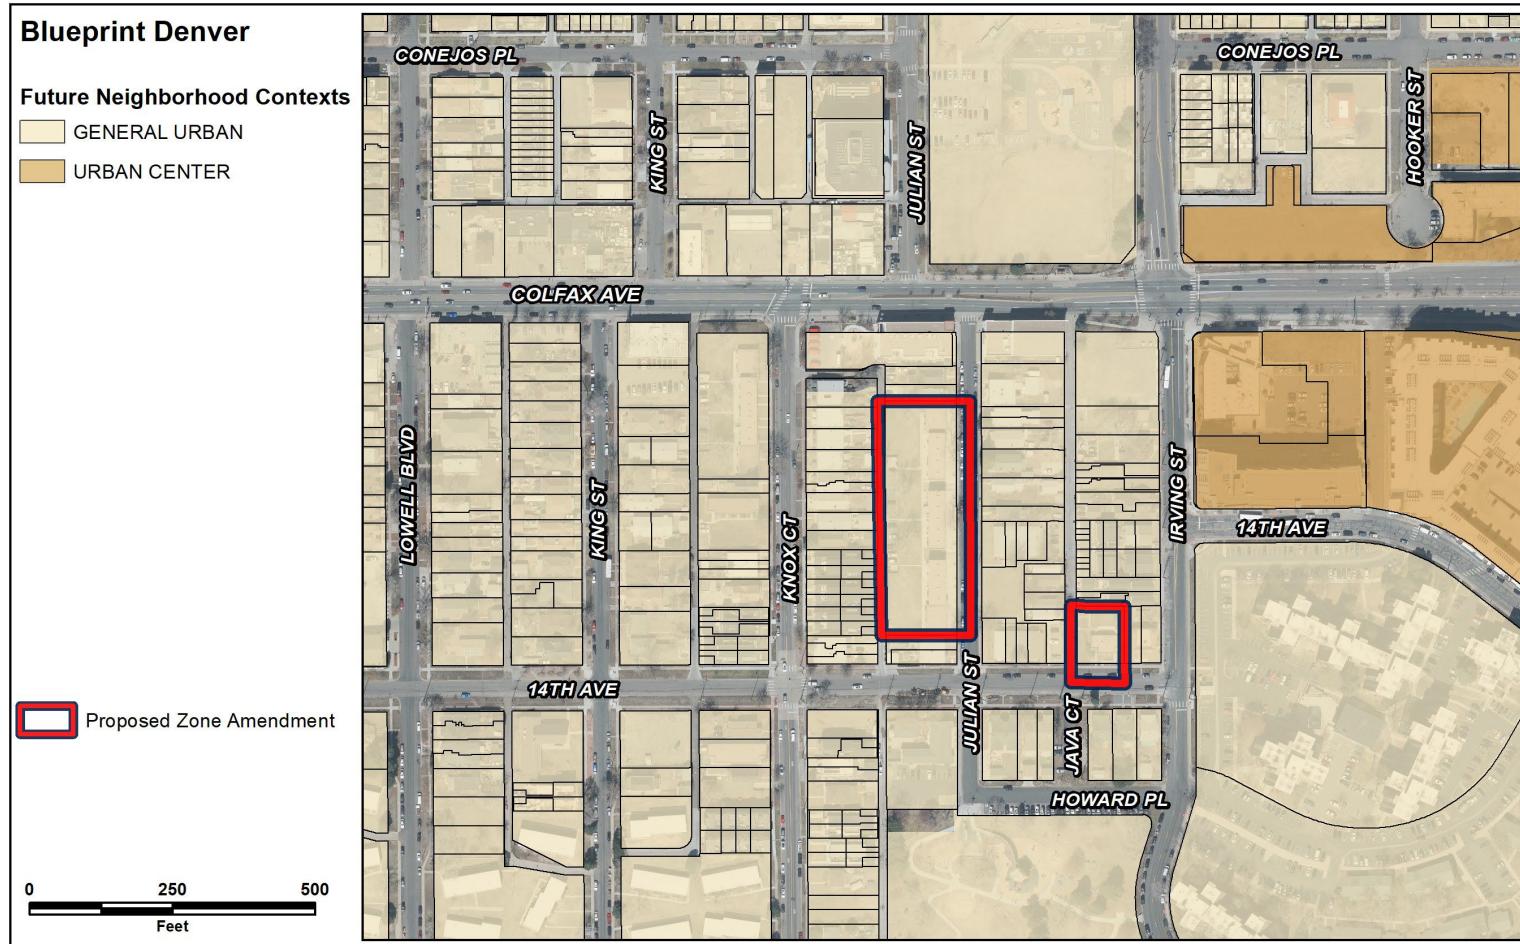 Blueprint Denver
Future Neighborhood Contexts
GENERAL URBAN
URBAN CENTER
Proposed Zone Amendment
0 250 500
Feet
CONEJOS PL
CONEJOS PL
KING ST
JULIAN ST
HOOKER ST
COLFAX AVE
LOWELL BLVD
KING ST
KNOX CT
IRVING ST
14TH AVE
14TH AVE
JULIAN ST
JAVA CT
HOWARD PL